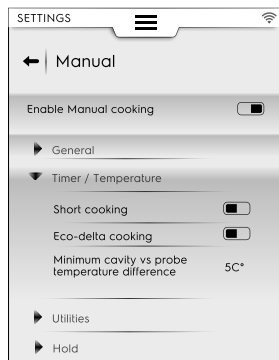 SETTINGS
Manual
Enable Manual cooking
General
Timer / Temperature
Short cooking
Eco-delta cooking
Minimum cavity vs probe
temperature difference
5C°
Utilities
Hold